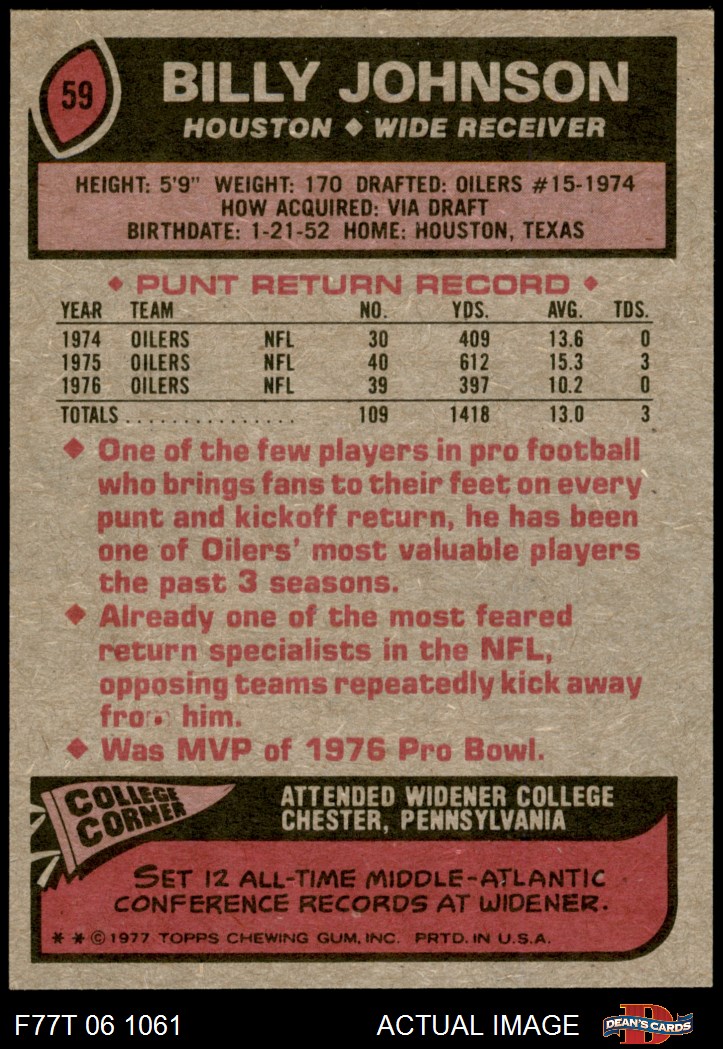 59
BILLY JOHNSON
HOUSTON ◆ WIDE RECEIVER
HEIGHT: 5'9" WEIGHT: 170 DRAFTED: OILERS #15-1974
HOW ACQUIRED: VIA DRAFT
BIRTHDATE: 1-21-52 HOME: HOUSTON, TEXAS
◆ PUNT RETURN RECORD ◆
YEAR TEAM NO. YDS. AVG. TDS.
1974 OILERS NFL 30 409 13.6 0
1975 OILERS NFL 40 612 15.3 3
1976 OILERS NFL 39 397 10.2 0
TOTALS ................ 109 1418 13.0 3
◆ One of the few players in pro football
who brings fans to their feet on every
punt and kickoff return, he has been
one of Oilers' most valuable players
the past 3 seasons.
◆ Already one of the most feared
return specialists in the NFL,
opposing teams repeatedly kick away
from him.
◆ Was MVP of 1976 Pro Bowl.
COLLEGE
CORNER
ATTENDED WIDENER COLLEGE
CHESTER, PENNSYLVANIA
SET 12 ALL-TIME MIDDLE-ATLANTIC
CONFERENCE RECORDS AT WIDENER.
* * © 1977 TOPPS CHEWING GUM, INC. PRTD. IN U.S.A.
F77T 06 1061 ACTUAL IMAGE D DEAN'S CARDS